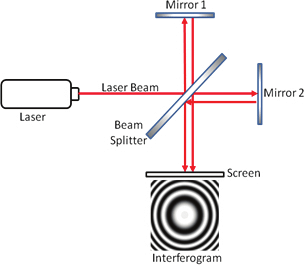 Mirror 1
Laser Beam
Mirror 2
Laser
Beam
Splitter
Screen
Interferogram